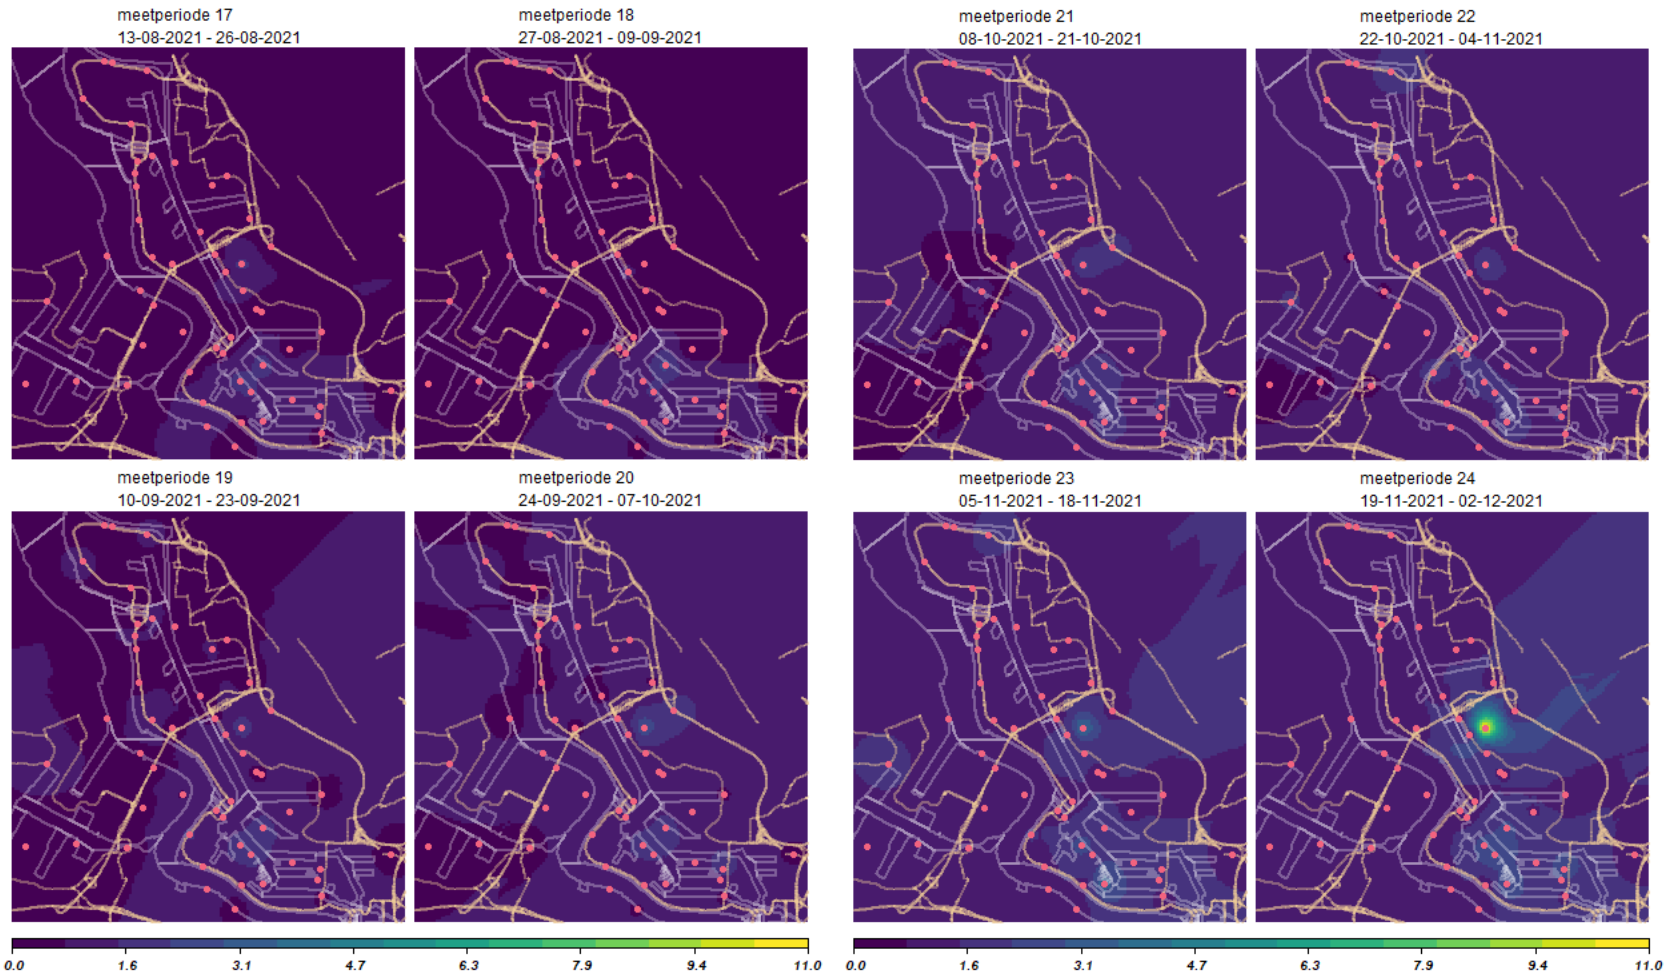 meetperiode 17
13-08-2021 - 26-08-2021
meetperiode 18
27-08-2021 - 09-09-2021
meetperiode 21
08-10-2021 - 21-10-2021
meetperiode 22
22-10-2021 - 04-11-2021
meetperiode 19
10-09-2021 - 23-09-2021
meetperiode 20
24-09-2021 - 07-10-2021
meetperiode 23
05-11-2021 - 18-11-2021
meetperiode 24
19-11-2021 - 02-12-2021
0.0 1.6 3.1 4.7 6.3 7.9 9.4 11.0
0.0 1.6 3.1 4.7 6.3 7.9 9.4 11.0